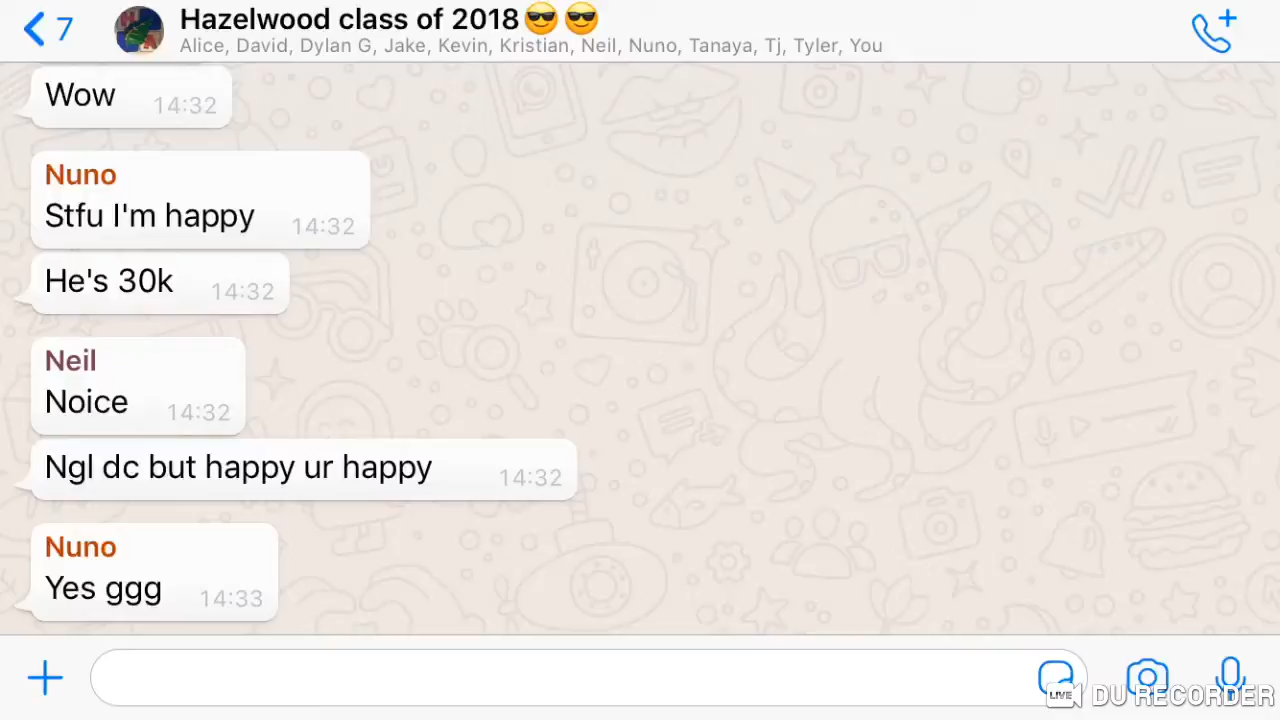 7
Hazelwood class of 2018😎😎
Alice, David, Dylan G, Jake, Kevin, Kristian, Neil, Nuno, Tanaya, Tj, Tyler, You
Wow 14:32
Nuno
Stfu I'm happy 14:32
He's 30k 14:32
Neil
Noice 14:32
Ngl dc but happy ur happy 14:32
Nuno
Yes ggg 14:33
LIVE DU RECORDER